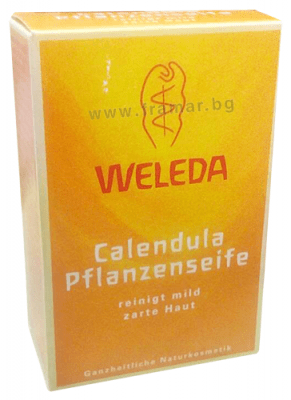 www.framar.bg
WELEDA
Calendula
Pflanzenseife
reinigt mild
zarte Haut
Ganzheitliche Naturkosmetik